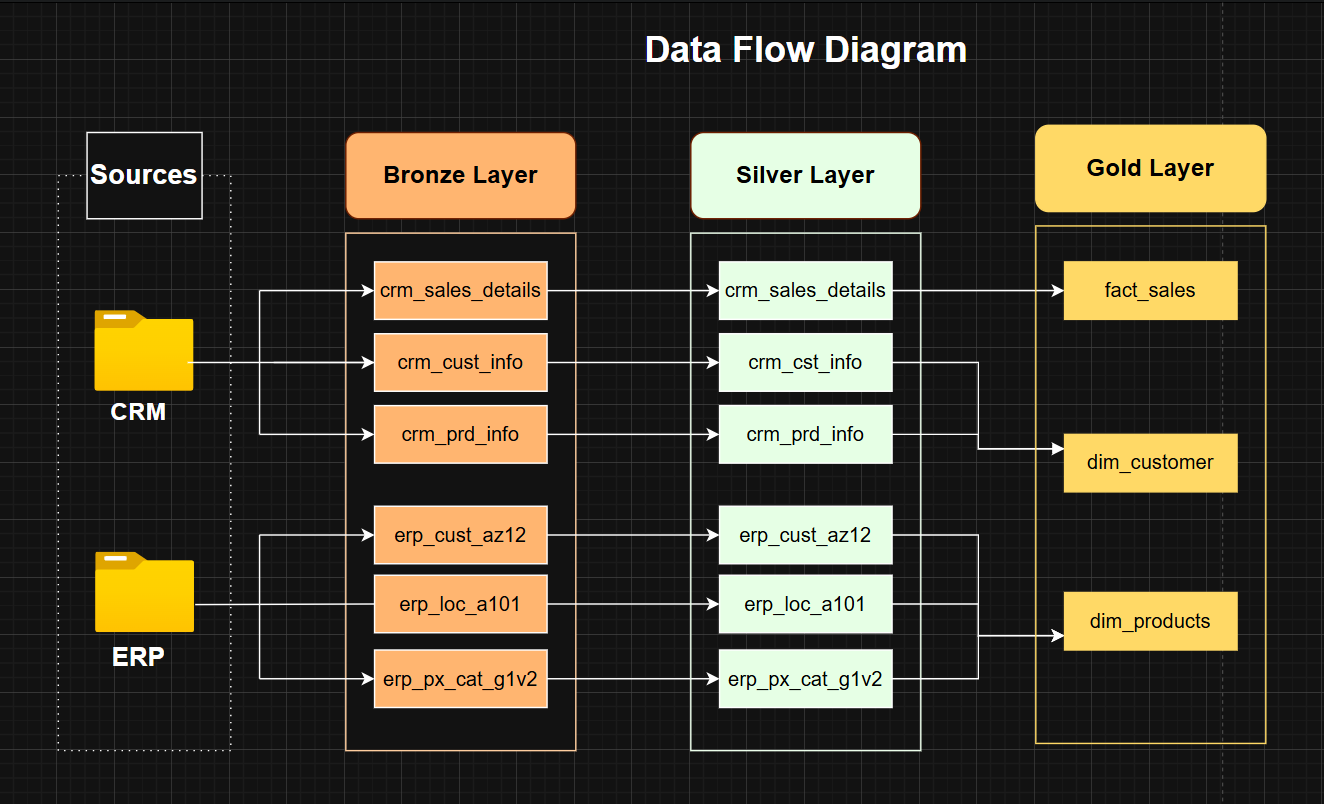 Data Flow Diagram
Sources
Bronze Layer
Silver Layer
Gold Layer
crm_sales_details
crm_sales_details
fact_sales
crm_cust_info
crm_cst_info
CRM
crm_prd_info
crm_prd_info
dim_customer
erp_cust_az12
erp_cust_az12
erp_loc_a101
erp_loc_a101
dim_products
ERP
erp_px_cat_g1v2
erp_px_cat_g1v2